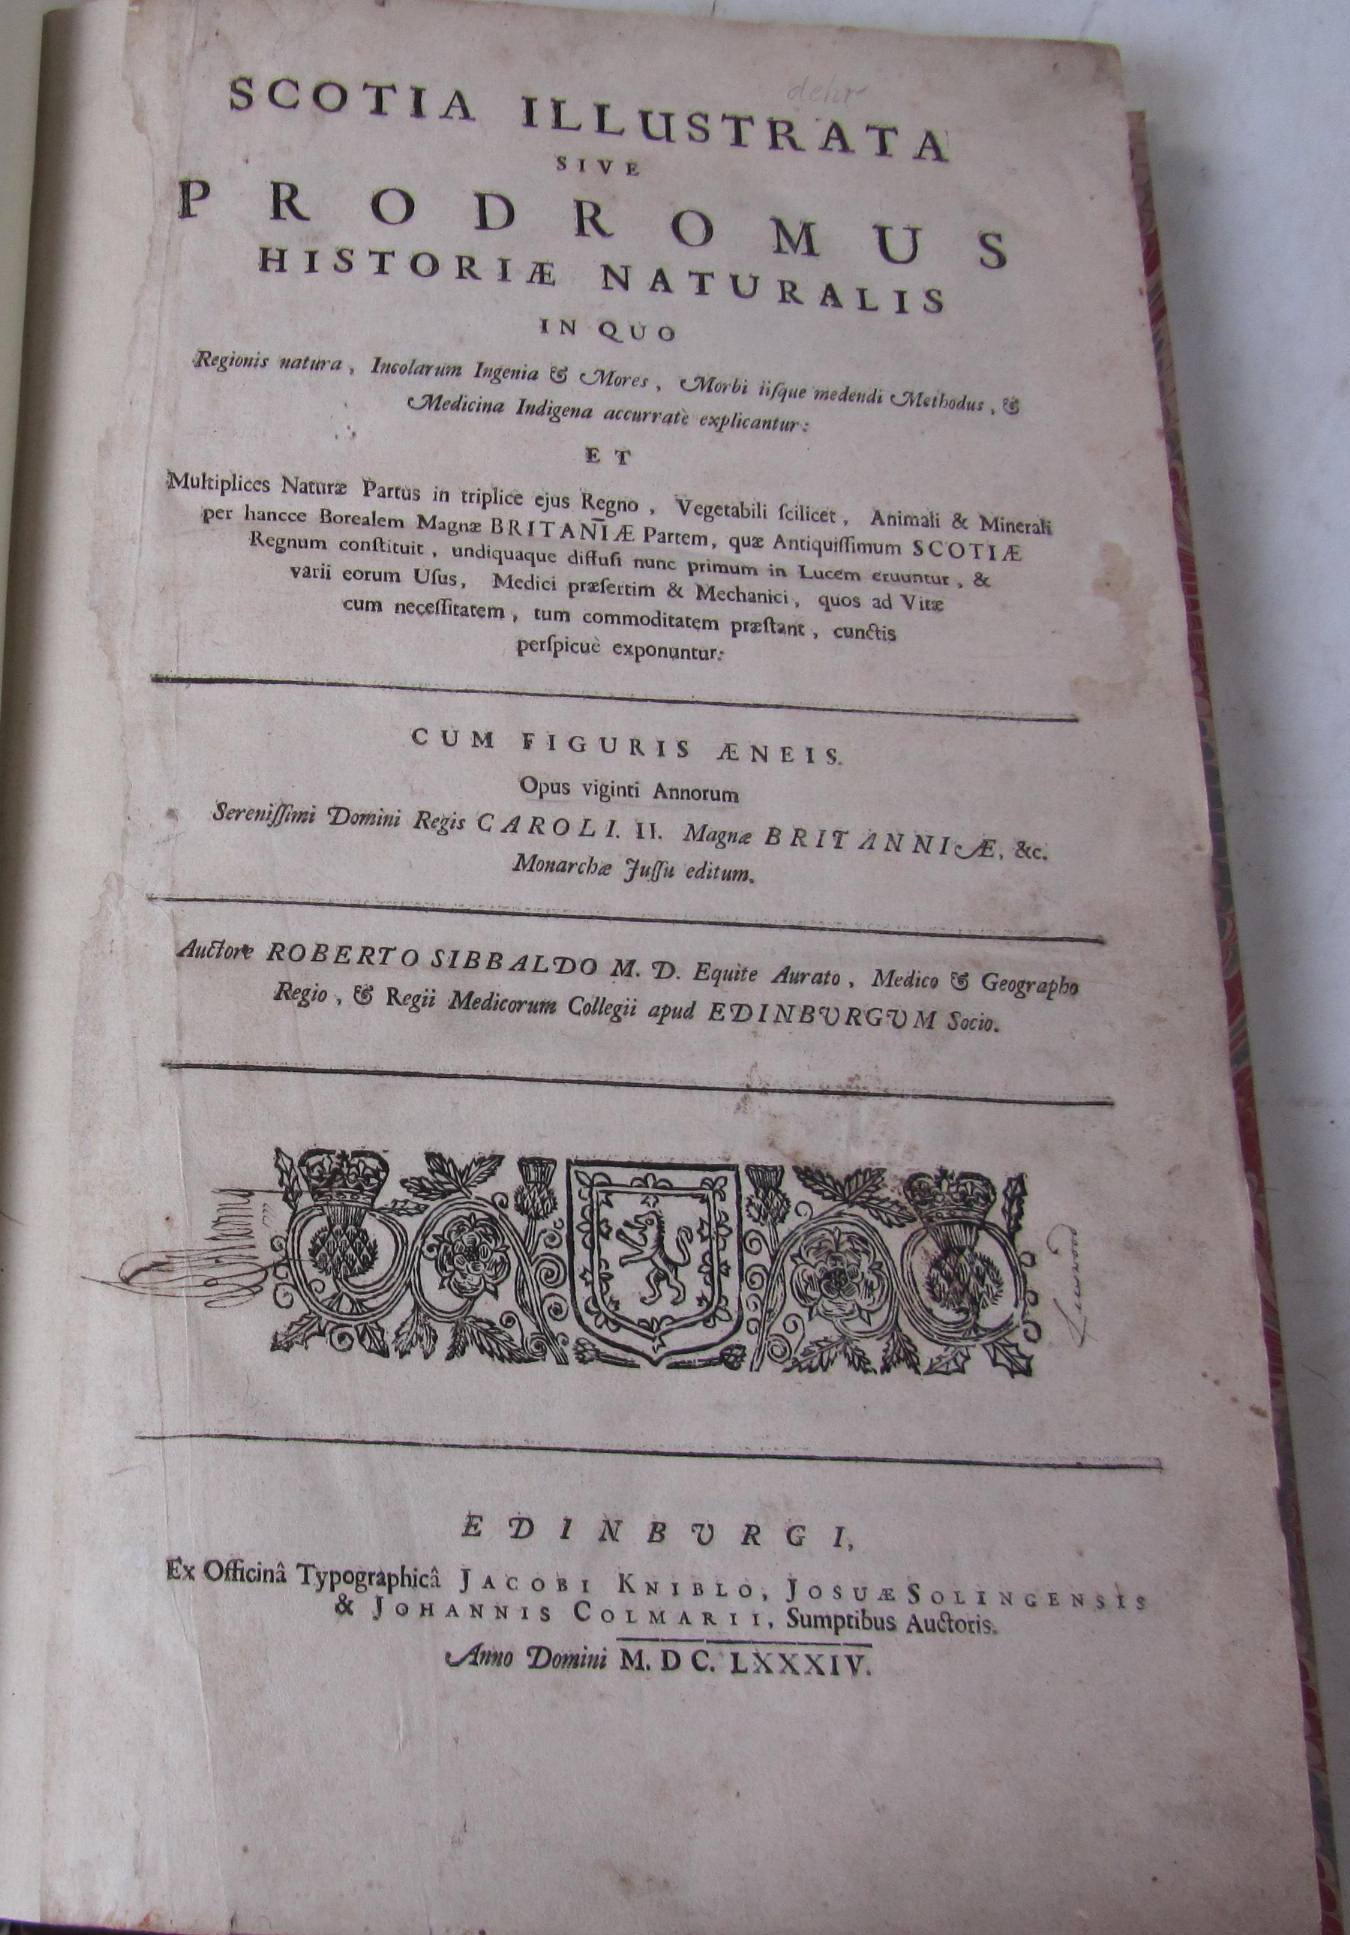 dehr
SCOTIA ILLUSTRATA
SIVE
PRODROMUS
HISTORIÆ NATURALIS
IN QUO
Regionis natura, Incolarum Ingenia & Mores, Morbi iiſque medendi Methodus, &
Medicina Indigena accurratè explicantur:
ET
Multiplices Naturæ Partus in triplice ejus Regno, Vegetabili ſcilicet, Animali & Minerali
per hancce Borealem Magnæ BRITAÑIÆ Partem, quæ Antiquiſſimum SCOTIÆ
Regnum conſtituit, undiquaque diffuſi nunc primum in Lucem eruuntur, &
varii eorum Uſus, Medici præſertim & Mechanici, quos ad Vitæ
cum neçeſſitatem, tum commoditatem præſtant, cunctis
perſpicuè exponuntur:
CUM FIGURIS ÆNEIS.
Opus viginti Annorum
Sereniſſimi Domini Regis CAROLI. II. Magnæ BRITANNIÆ, &c.
Monarchæ Juſſu editum.
Auctore ROBERTO SIBBALDO M. D. Equite Aurato, Medico & Geographo
Regio, & Regii Medicorum Collegii apud EDINBURGUM Socio.
EDINBURGI,
Ex Officinâ Typographicâ JACOBI KNIBLO, JOSUÆ SOLINGENSIS
& JOHANNIS COLMARII, Sumptibus Auctoris.
Anno Domini M. DC. LXXXIV.